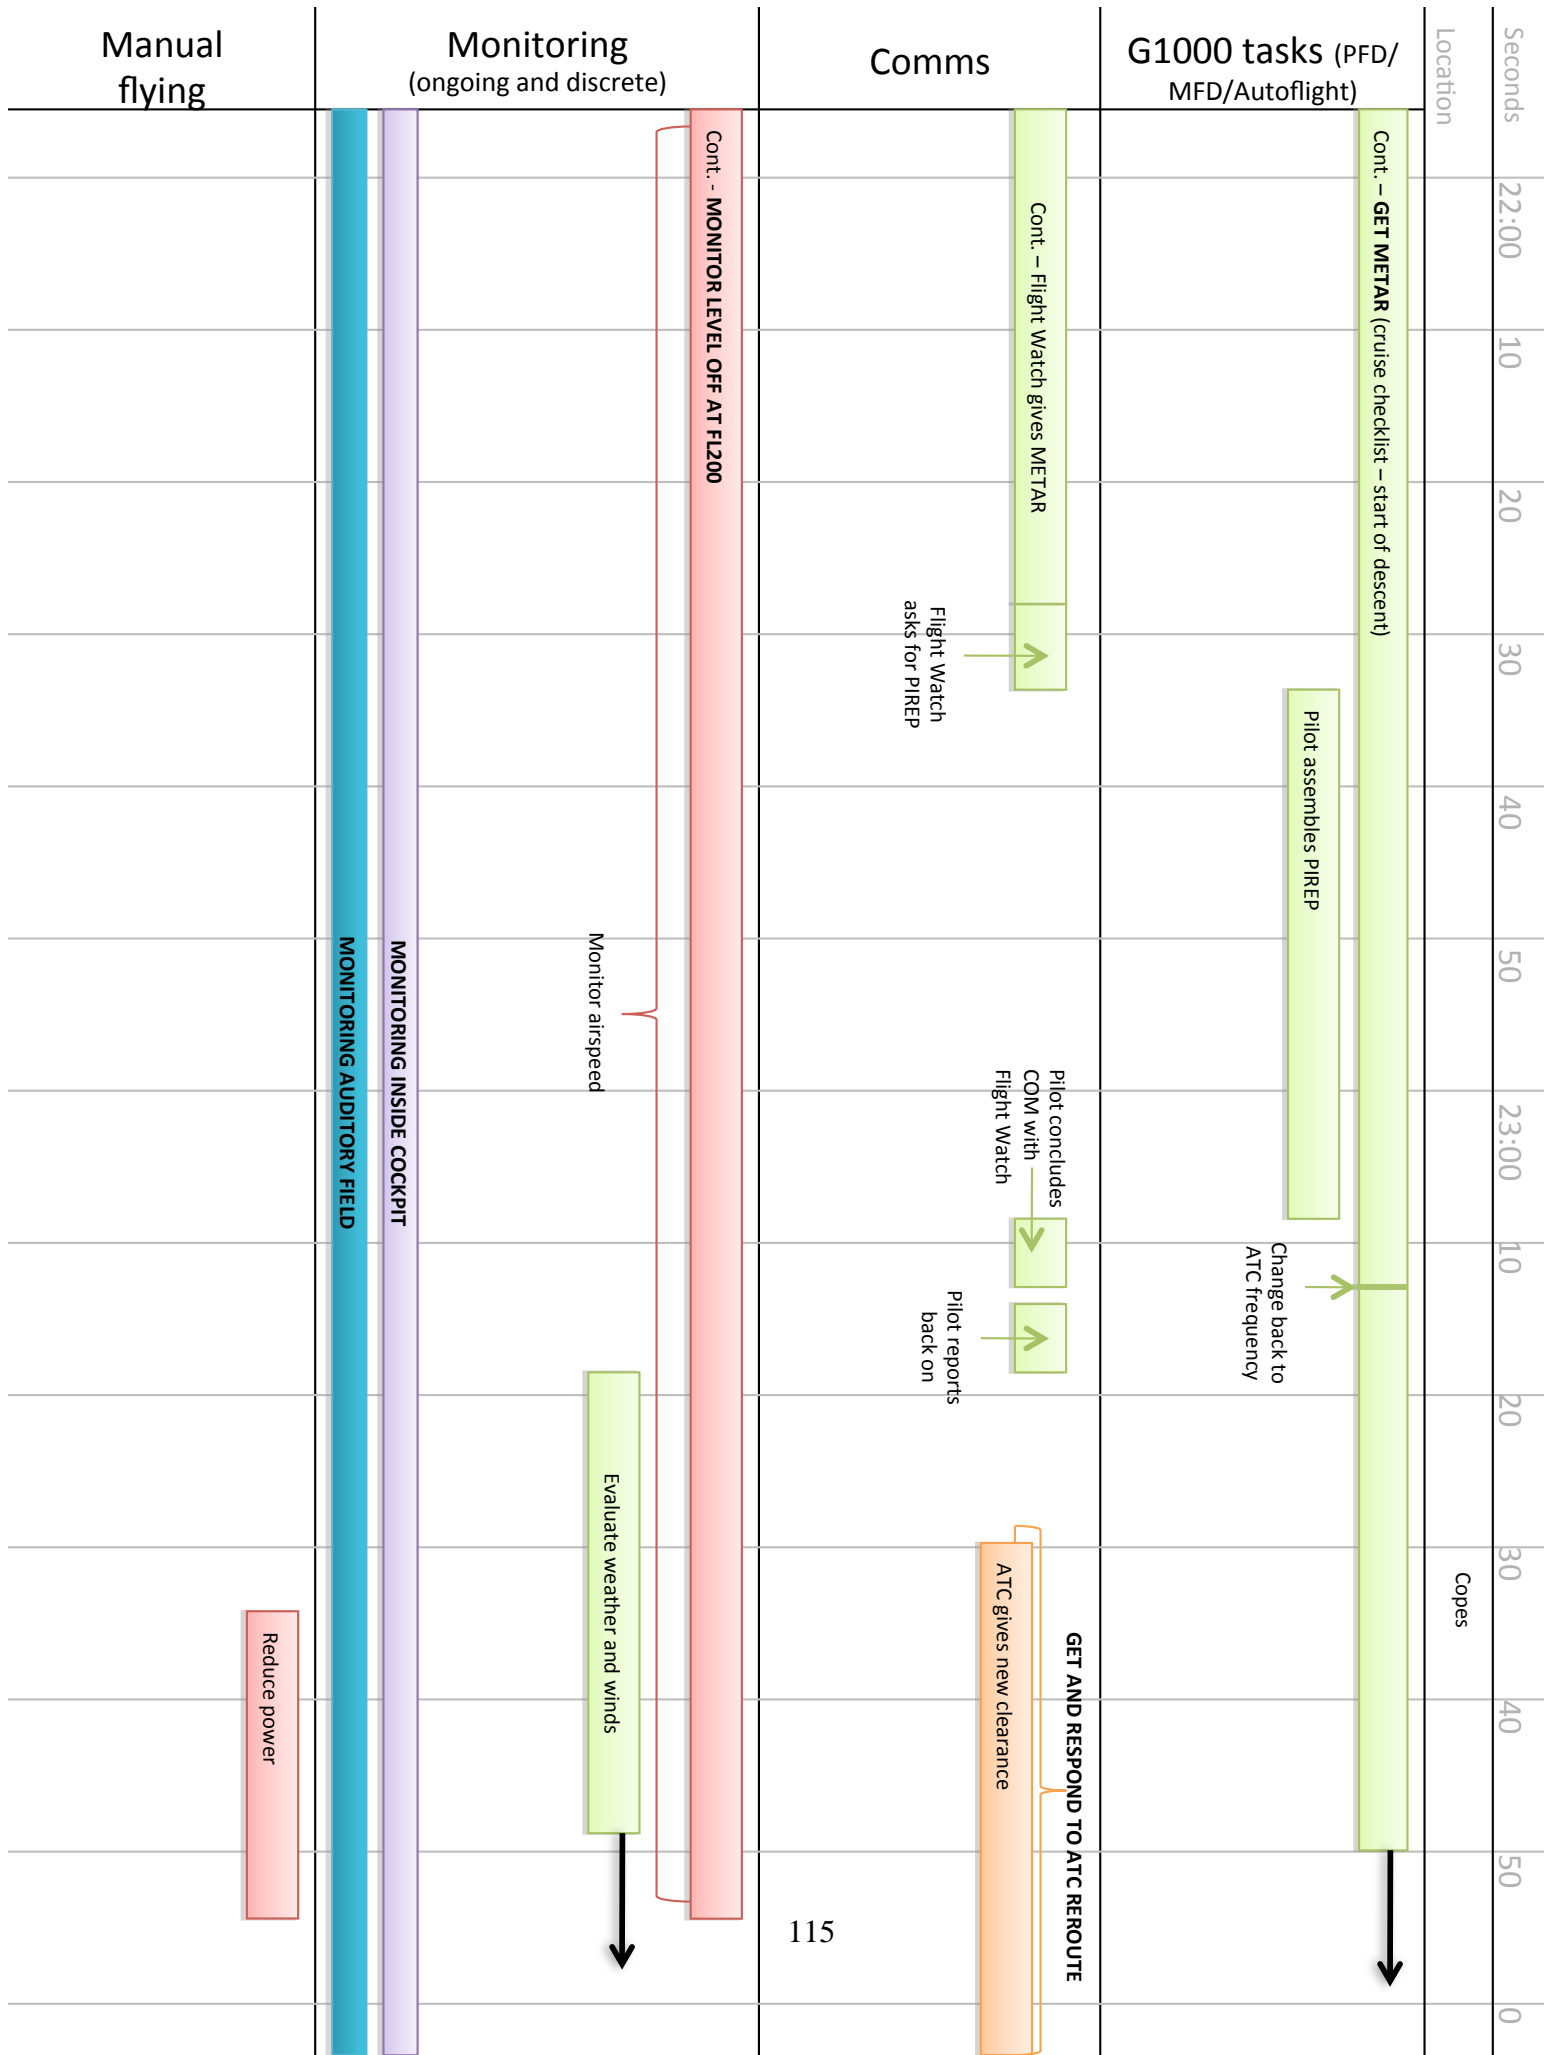 Seconds
22:00
10
20
30
40
50
23:00
10
20
30
40
50
0
Location
Copes
G1000 tasks (PFD/
MFD/Autoflight)
Cont. – GET METAR (cruise checklist – start of descent)
Pilot assembles PIREP
Change back to
ATC frequency
Comms
Cont. – Flight Watch gives METAR
Flight Watch
asks for PIREP
Pilot concludes
COM with
Flight Watch
Pilot reports
back on
GET AND RESPOND TO ATC REROUTE
ATC gives new clearance
Monitoring
(ongoing and discrete)
Cont. - MONITOR LEVEL OFF AT FL200
Monitor airspeed
Evaluate weather and winds
MONITORING INSIDE COCKPIT
MONITORING AUDITORY FIELD
Manual
flying
Reduce power
115